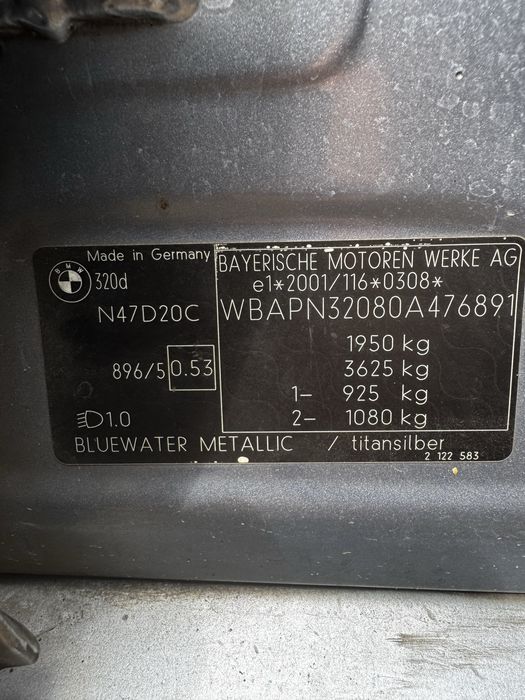 Made in Germany
BMW
320d
N47D20C
896/5 0.53
1.0
BLUEWATER METALLIC / titansilber
BAYERISCHE MOTOREN WERKE AG
e1*2001/116*0308*
WBAPN32080A476891
1950 kg
3625 kg
1- 925 kg
2- 1080 kg
2 122 583